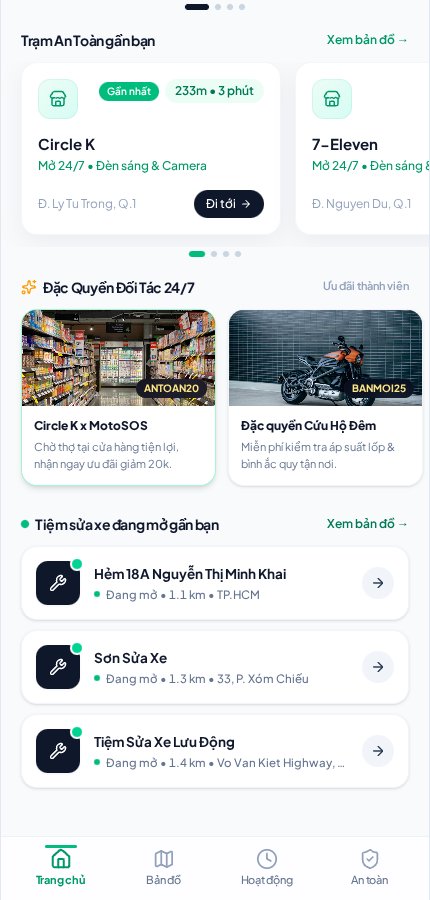 Trạm An Toàn gần bạn
Xem bản đồ →
Gần nhất
233m • 3 phút
Circle K
Mở 24/7 • Đèn sáng & Camera
Đ. Ly Tu Trong, Q.1
Đi tới →
7-Eleven
Mở 24/7 • Đèn sáng &
Đ. Nguyen Du, Q.1
Đặc Quyền Đối Tác 24/7
Ưu đãi thành viên
ANTOAN20
Circle K x MotoSOS
Chờ thợ tại cửa hàng tiện lợi,
nhận ngay ưu đãi giảm 20k.
BANMOI25
Đặc quyền Cứu Hộ Đêm
Miễn phí kiểm tra áp suất lốp &
bình ắc quy tận nơi.
Tiệm sửa xe đang mở gần bạn
Xem bản đồ →
Hẻm 18A Nguyễn Thị Minh Khai
Đang mở • 1.1 km • TP.HCM
Sơn Sửa Xe
Đang mở • 1.3 km • 33, P. Xóm Chiếu
Tiệm Sửa Xe Lưu Động
Đang mở • 1.4 km • Vo Van Kiet Highway, ...
Trang chủ
Bản đồ
Hoạt động
An toàn